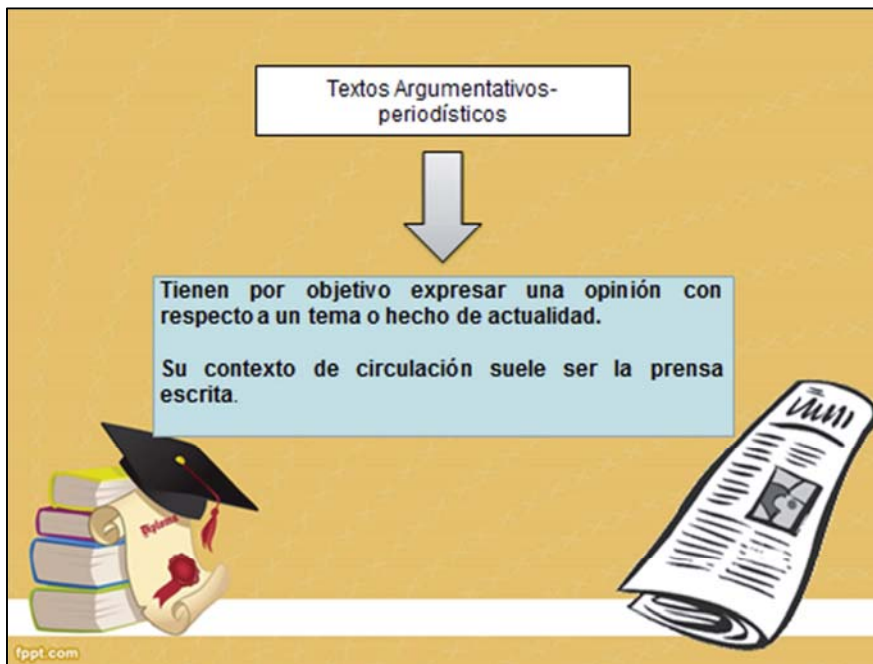 Textos Argumentativos-
periodísticos
Tienen por objetivo expresar una opinión con
respecto a un tema o hecho de actualidad.
Su contexto de circulación suele ser la prensa
escrita.
Diploma
fppt.com